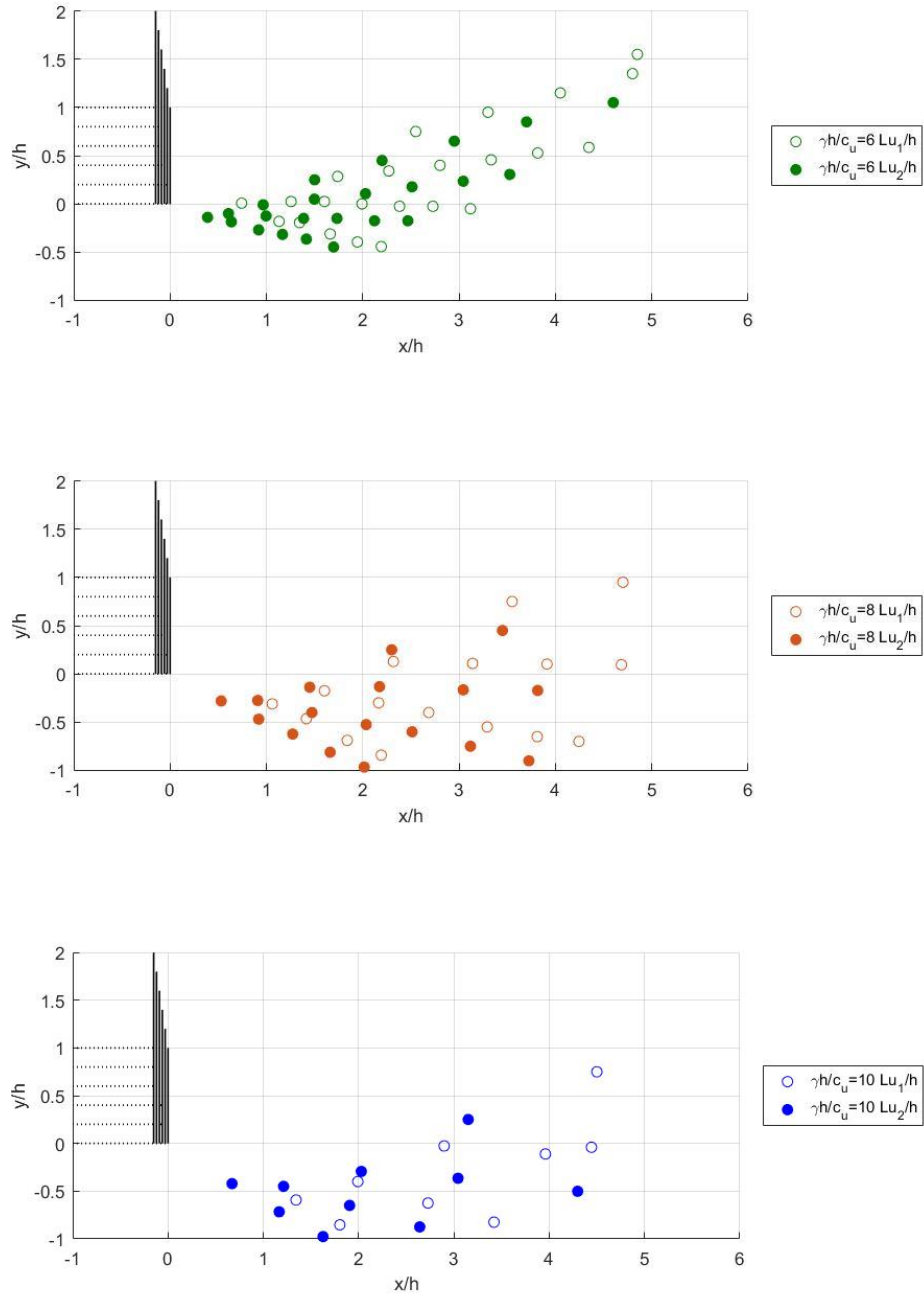 2
1.5
1
0.5
0
-0.5
-1
y/h
-1 0 1 2 3 4 5 6
x/h
γh/c_u=6 Lu_1/h
γh/c_u=6 Lu_2/h
2
1.5
1
0.5
0
-0.5
-1
y/h
-1 0 1 2 3 4 5 6
x/h
γh/c_u=8 Lu_1/h
γh/c_u=8 Lu_2/h
2
1.5
1
0.5
0
-0.5
-1
y/h
-1 0 1 2 3 4 5 6
x/h
γh/c_u=10 Lu_1/h
γh/c_u=10 Lu_2/h